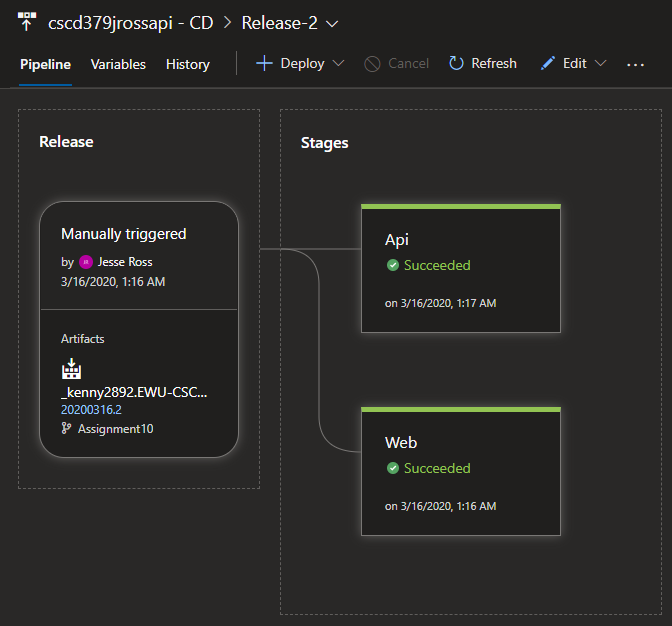 cscd379jrossapi - CD > Release-2
Pipeline Variables History Deploy Cancel Refresh Edit ...
Release
Manually triggered
by JR Jesse Ross
3/16/2020, 1:16 AM
Artifacts
_kenny2892.EWU-CSC...
20200316.2
Assignment10
Stages
Api
Succeeded
on 3/16/2020, 1:17 AM
Web
Succeeded
on 3/16/2020, 1:16 AM